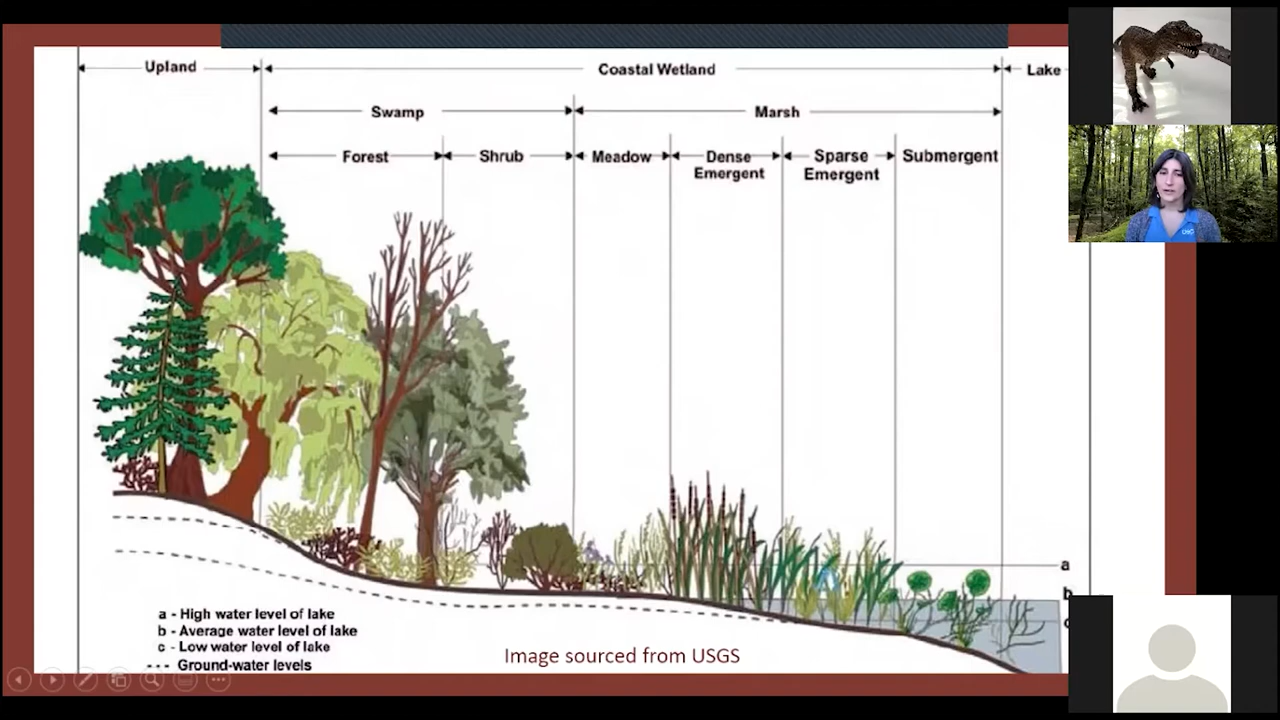 Upland
Coastal Wetland
Lake
Swamp
Marsh
Forest
Shrub
Meadow
Dense
Emergent
Sparse
Emergent
Submergent
a
b
a - High water level of lake
b - Average water level of lake
c - Low water level of lake
--- Ground-water levels
Image sourced from USGS